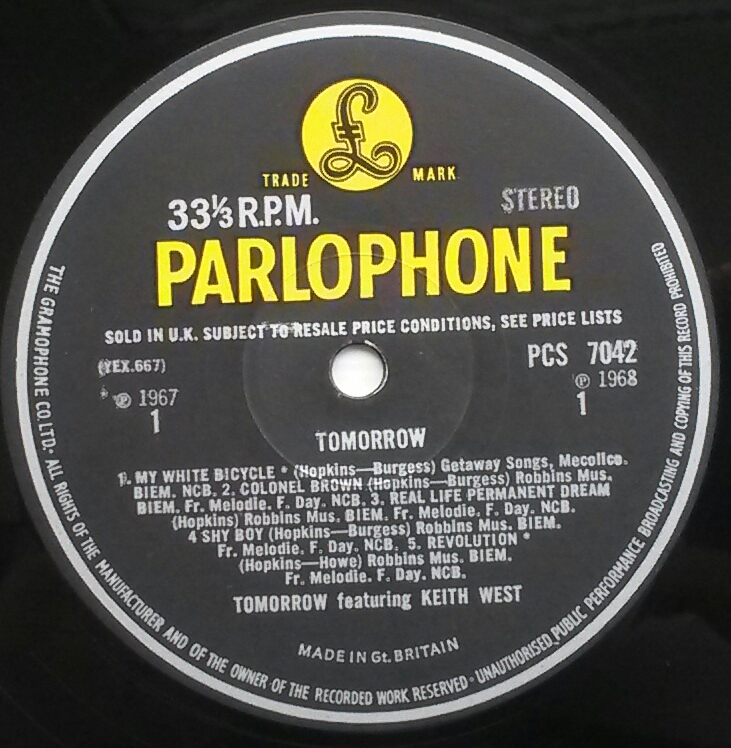 £
TRADE MARK
33⅓ R.P.M. STEREO
PARLOPHONE
SOLD IN U.K. SUBJECT TO RESALE PRICE CONDITIONS, SEE PRICE LISTS
(YEX.667) PCS 7042
* ℗ 1967 ℗ 1968
1 1
TOMORROW
1. MY WHITE BICYCLE * (Hopkins—Burgess) Getaway Songs, Mecolico.
BIEM. NCB. 2. COLONEL BROWN (Hopkins—Burgess) Robbins Mus.
BIEM. Fr. Melodie. F. Day. NCB. 3. REAL LIFE PERMANENT DREAM
(Hopkins) Robbins Mus. BIEM. Fr. Melodie. F. Day. NCB.
4 SHY BOY (Hopkins—Burgess) Robbins Mus. BIEM.
Fr. Melodie. F. Day. NCB. 5. REVOLUTION *
(Hopkins—Howe) Robbins Mus. BIEM.
Fr. Melodie. F. Day. NCB.
TOMORROW featuring KEITH WEST
MADE IN Gt. BRITAIN
THE GRAMOPHONE CO. LTD. · ALL RIGHTS OF THE MANUFACTURER AND OF THE OWNER OF THE RECORDED WORK RESERVED · UNAUTHORISED PUBLIC PERFORMANCE BROADCASTING AND COPYING OF THIS RECORD PROHIBITED